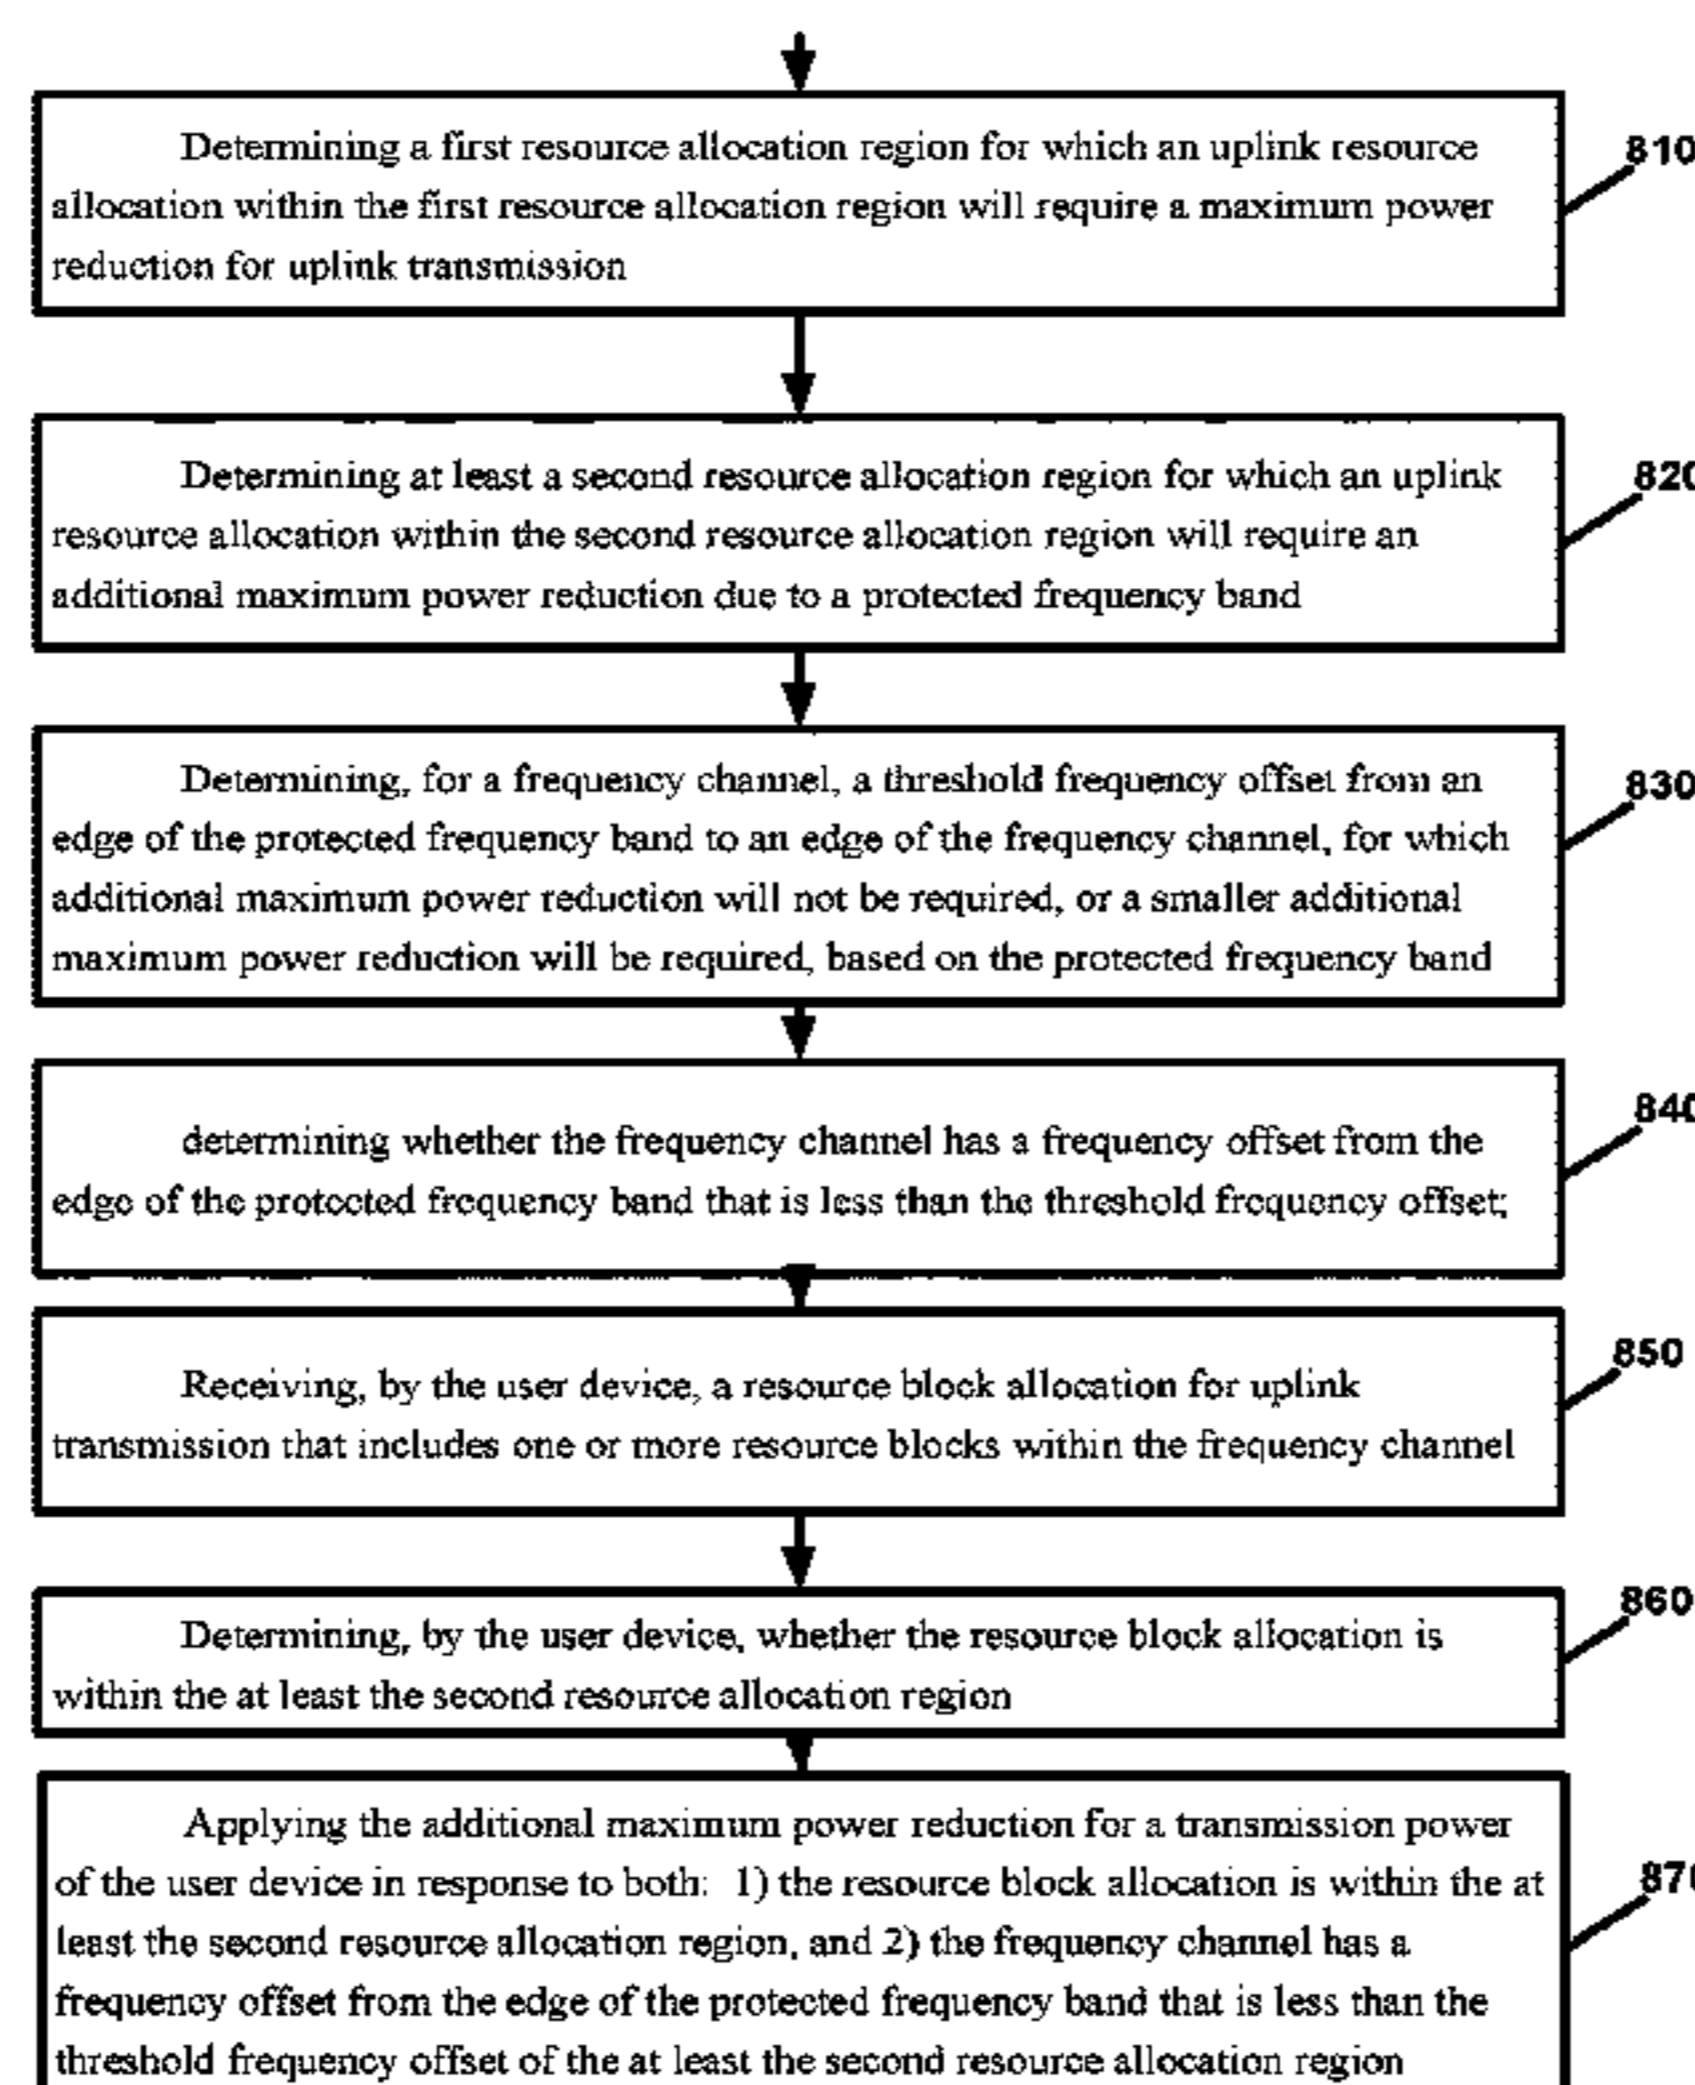 Determining a first resource allocation region for which an uplink resource
810
allocation within the first resource allocation region will require a maximum power
reduction for uplink transmission
Determining at least a second resource allocation region for which an uplink
820
resource allocation within the second resource allocation region will require an
additional maximum power reduction due to a protected frequency band
Determining, for a frequency channel, a threshold frequency offset from an
830
edge of the protected frequency band to an edge of the frequency channel, for which
additional maximum power reduction will not be required, or a smaller additional
maximum power reduction will be required, based on the protected frequency band
determining whether the frequency channel has a frequency offset from the
840
edge of the protected frequency band that is less than the threshold frequency offset;
Receiving, by the user device, a resource block allocation for uplink
850
transmission that includes one or more resource blocks within the frequency channel
Determining, by the user device, whether the resource block allocation is
860
within the at least the second resource allocation region
Applying the additional maximum power reduction for a transmission power
of the user device in response to both: 1) the resource block allocation is within the at
870
least the second resource allocation region, and 2) the frequency channel has a
frequency offset from the edge of the protected frequency band that is less than the
threshold frequency offset of the at least the second resource allocation region